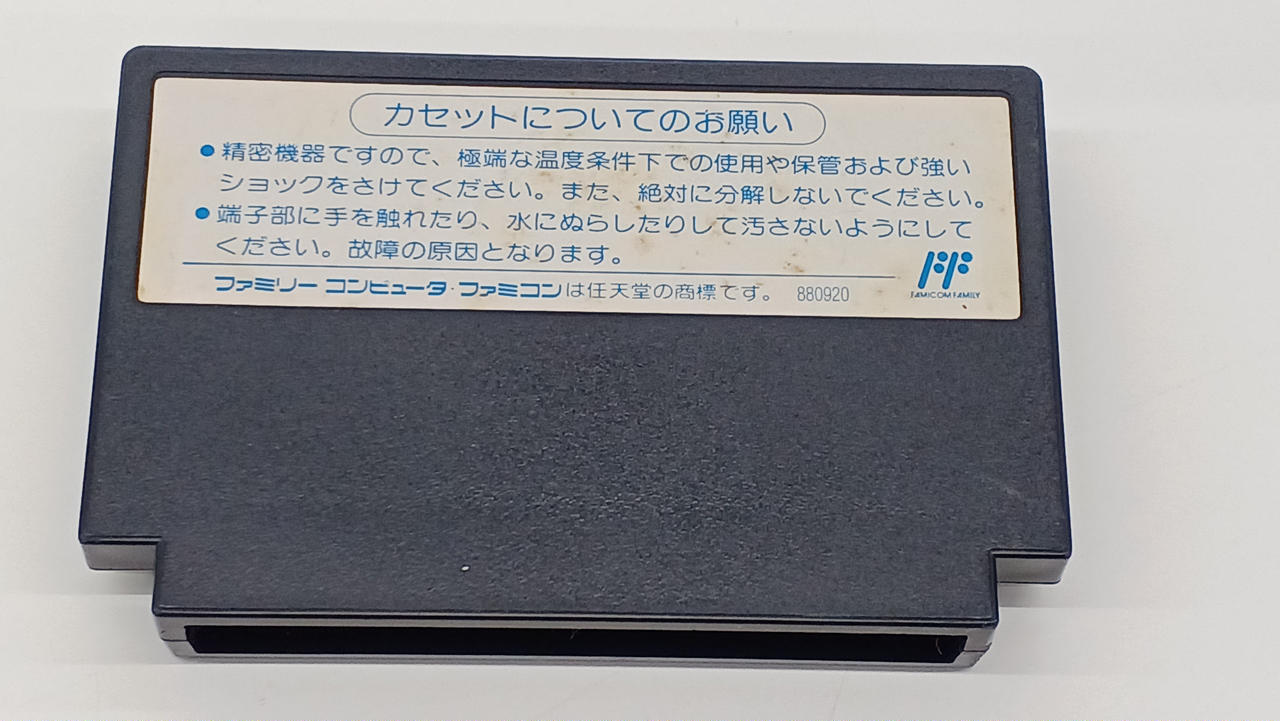 カセットについてのお願い
●精密機器ですので、極端な温度条件下での使用や保管および強い
ショックをさけてください。また、絶対に分解しないでください。
●端子部に手を触れたり、水にぬらしたりして汚さないようにして
ください。故障の原因となります。
ファミリー コンピュータ・ファミコンは任天堂の商標です。 880920
FAMICOM FAMILY